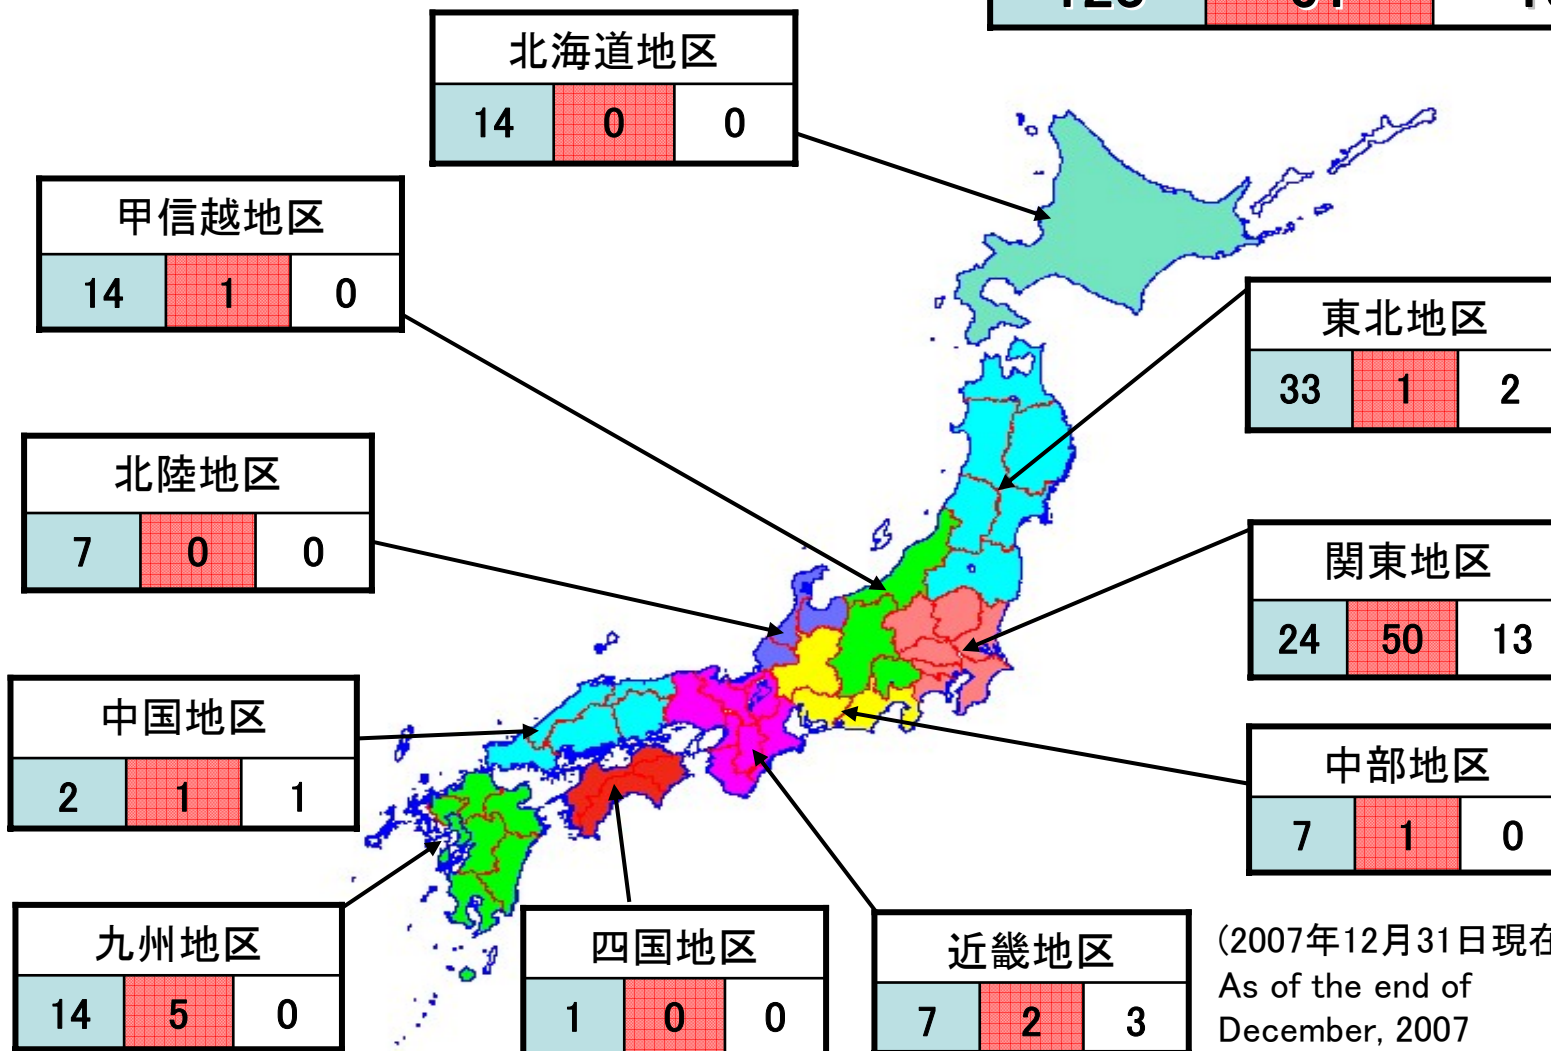 北海道地区
14 0 0
甲信越地区
14 1 0
東北地区
33 1 2
北陸地区
7 0 0
関東地区
24 50 13
中国地区
2 1 1
中部地区
7 1 0
九州地区
14 5 0
四国地区
1 0 0
近畿地区
7 2 3
(2007年12月31日現在
As of the end of
December, 2007